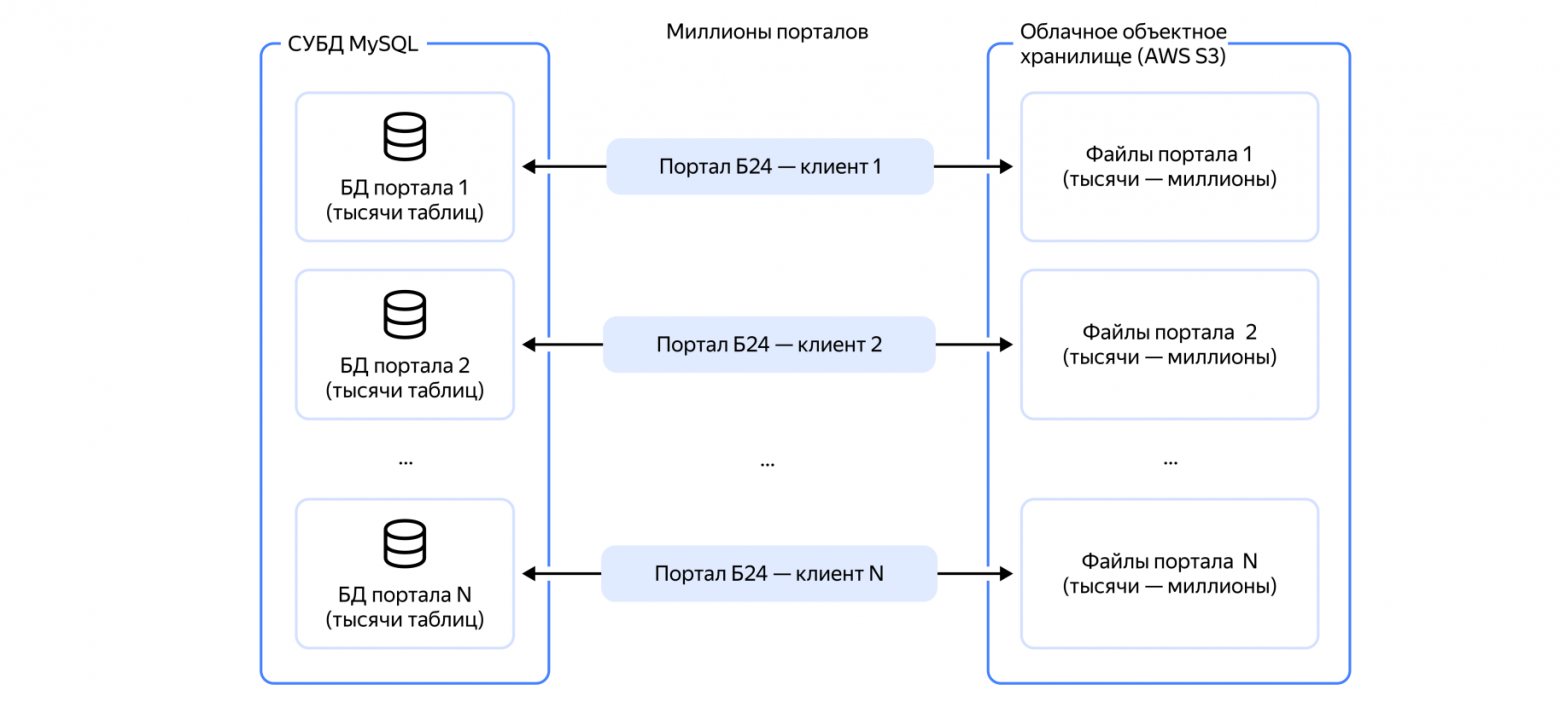 СУБД MySQL
Миллионы порталов
Облачное объектное
хранилище (AWS S3)
БД портала 1
(тысячи таблиц)
Портал Б24 — клиент 1
Файлы портала 1
(тысячи — миллионы)
БД портала 2
(тысячи таблиц)
Портал Б24 — клиент 2
Файлы портала 2
(тысячи — миллионы)
...
...
...
БД портала N
(тысячи таблиц)
Портал Б24 — клиент N
Файлы портала N
(тысячи — миллионы)